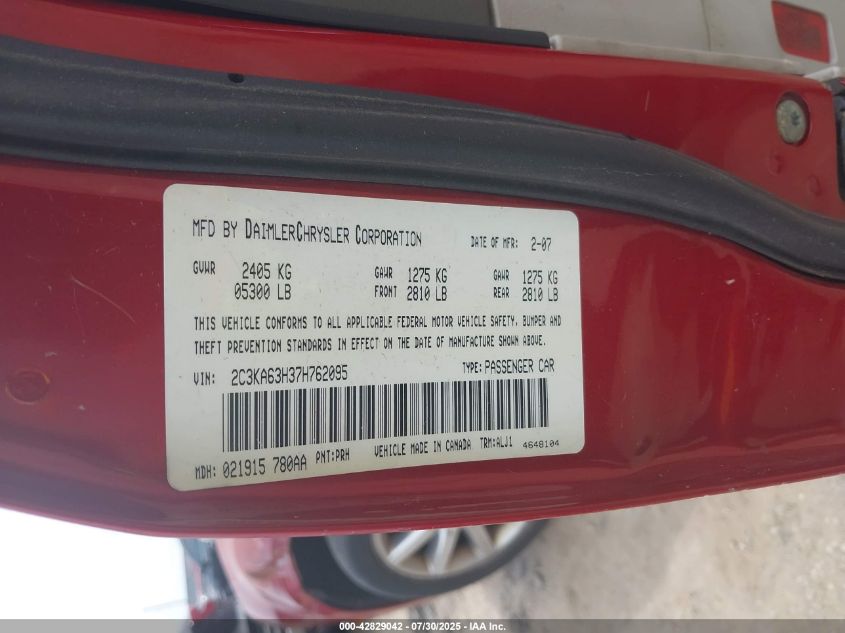 MFD BY DAIMLERCHRYSLER CORPORATION DATE OF MFR: 2-07
GVWR 2405 KG GAWR 1275 KG GAWR 1275 KG
05300 LB FRONT 2810 LB REAR 2810 LB
THIS VEHICLE CONFORMS TO ALL APPLICABLE FEDERAL MOTOR VEHICLE SAFETY, BUMPER AND
THEFT PREVENTION STANDARDS IN EFFECT ON THE DATE OF MANUFACTURE SHOWN ABOVE.
VIN: 2C3KA63H37H762095 TYPE: PASSENGER CAR
MDH: 021915 780AA PNT:PRH VEHICLE MADE IN CANADA TRM:ALJ1 4648104
000-42829042 - 07/30/2025 - IAA Inc.